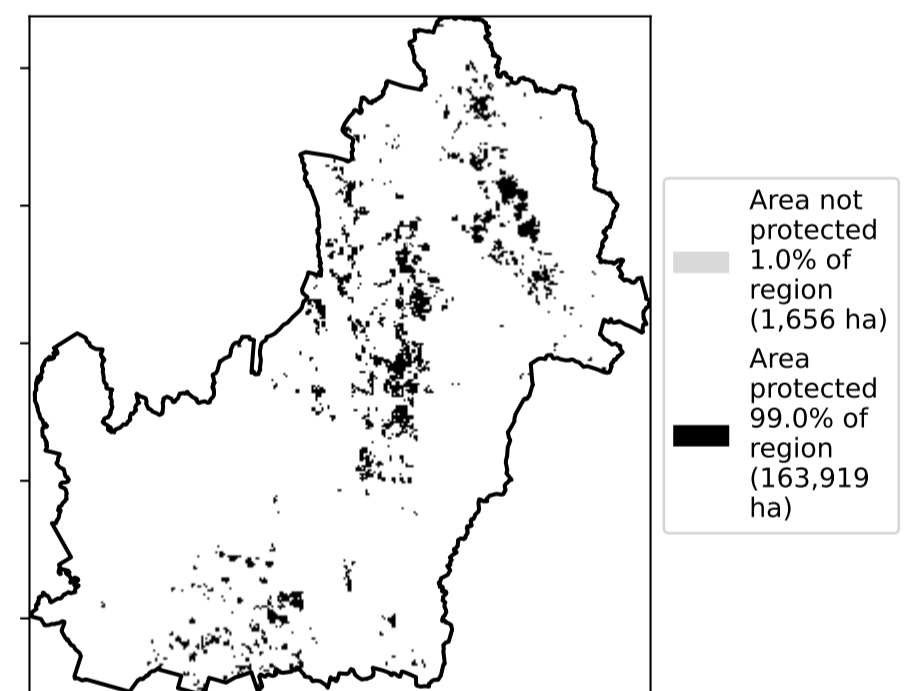 Area not
protected
1.0% of
region
(1,656 ha)
Area
protected
99.0% of
region
(163,919
ha)